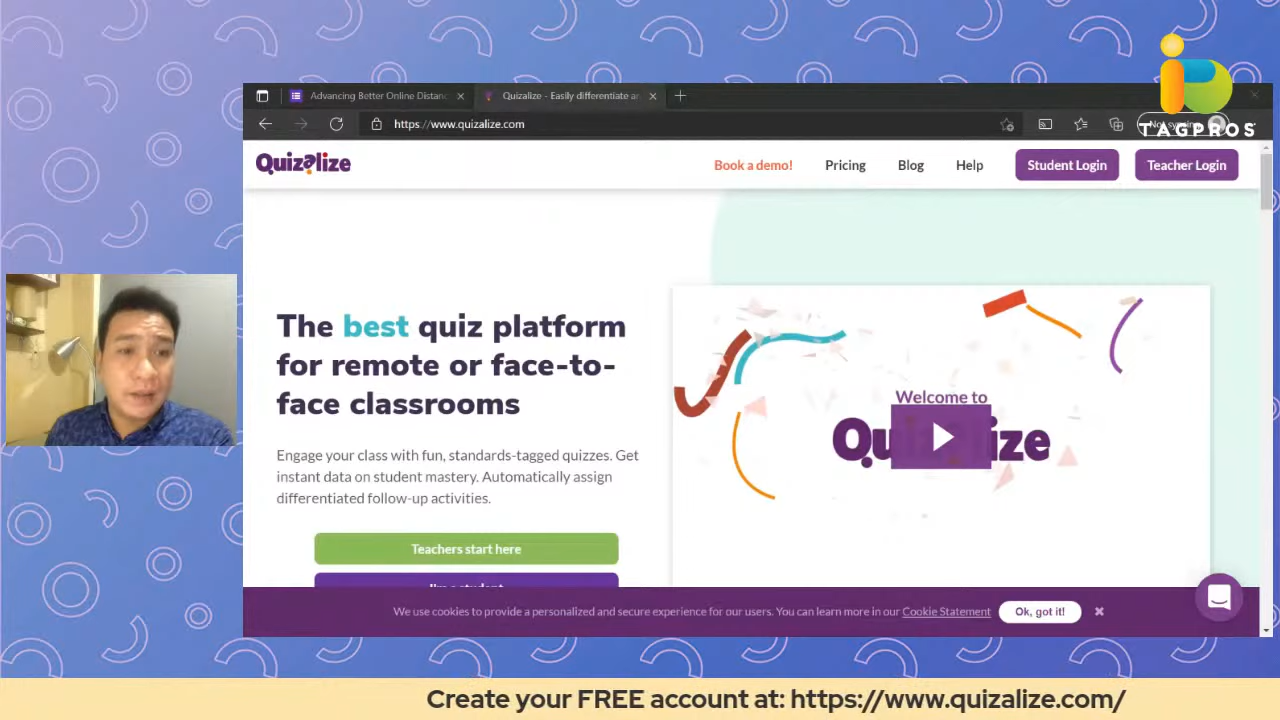 TAGPROS
Advancing Better Online Distanc
Quizalize - Easily differentiate an
https://www.quizalize.com
Quizalize
Book a demo!
Pricing
Blog
Help
Student Login
Teacher Login
The best quiz platform
for remote or face-to-
face classrooms
Engage your class with fun, standards-tagged quizzes. Get
instant data on student mastery. Automatically assign
differentiated follow-up activities.
Teachers start here
I'm a student
Welcome to
Quizalize
We use cookies to provide a personalized and secure experience for our users. You can learn more in our Cookie Statement
Ok, got it!
Create your FREE account at: https://www.quizalize.com/